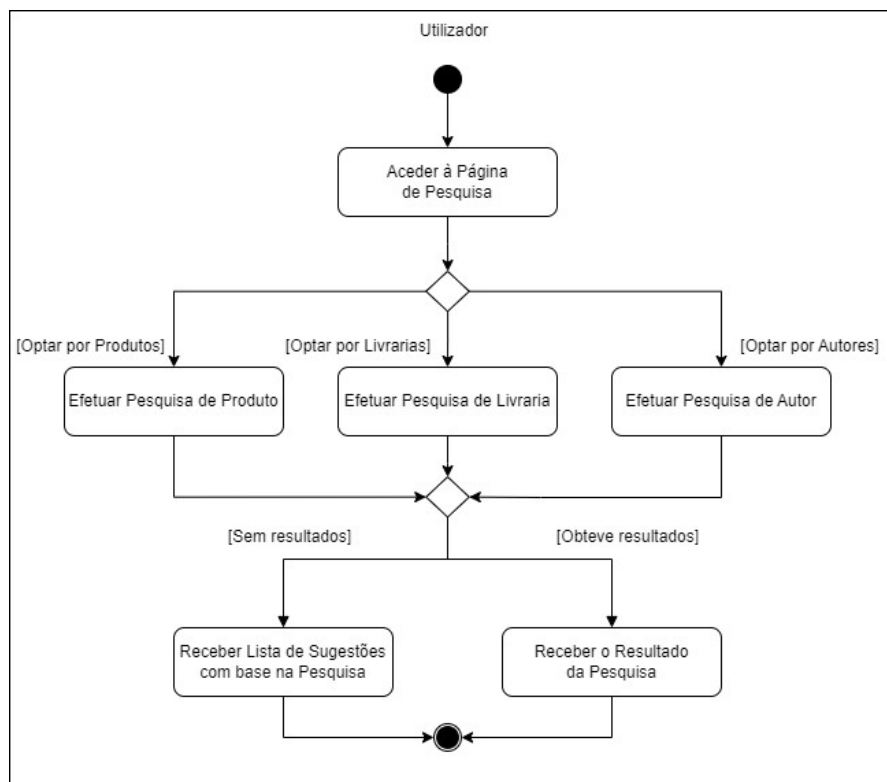 Utilizador
Aceder à Página
de Pesquisa
[Optar por Produtos]
[Optar por Livrarias]
[Optar por Autores]
Efetuar Pesquisa de Produto
Efetuar Pesquisa de Livraria
Efetuar Pesquisa de Autor
[Sem resultados]
[Obteve resultados]
Receber Lista de Sugestões
com base na Pesquisa
Receber o Resultado
da Pesquisa